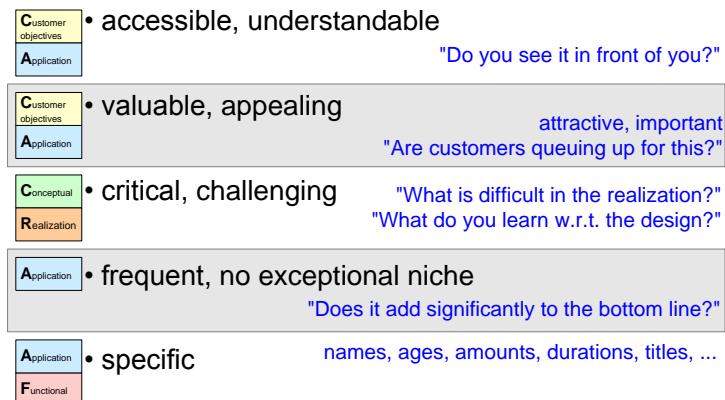 Customer
objectives
Application
• accessible, understandable
"Do you see it in front of you?"
Customer
objectives
Application
• valuable, appealing
attractive, important
"Are customers queuing up for this?"
Conceptual
Realization
• critical, challenging
"What is difficult in the realization?"
"What do you learn w.r.t. the design?"
Application
• frequent, no exceptional niche
"Does it add significantly to the bottom line?"
Application
Functional
• specific
names, ages, amounts, durations, titles, ...